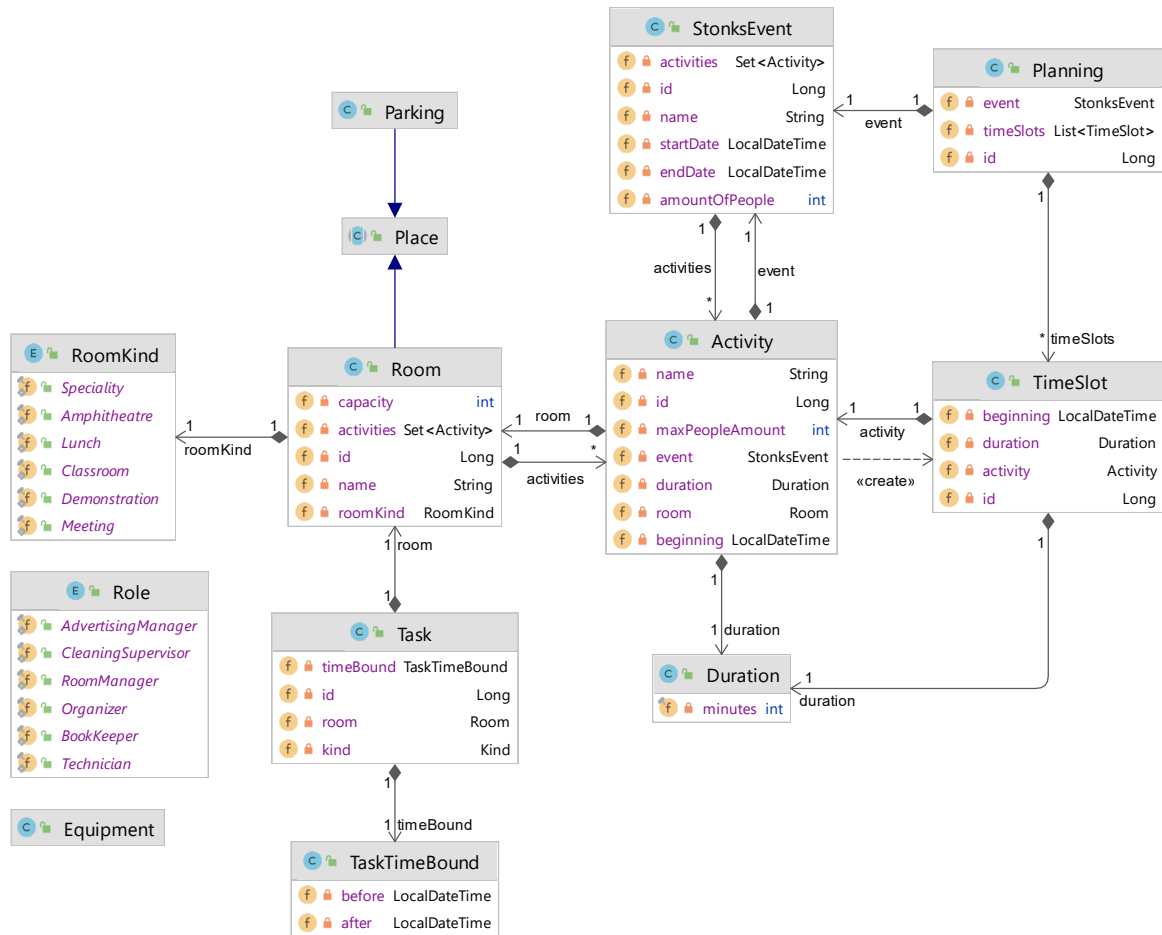 StonksEvent
activities Set<Activity>
id Long
name String
startDate LocalDateTime
endDate LocalDateTime
amountOfPeople int
Planning
event StonksEvent
timeSlots List<TimeSlot>
id Long
1 1
event
Parking
Place
1 1
activities event
* 1
1
* timeSlots
RoomKind
Speciality
Amphitheatre
Lunch
Classroom
Demonstration
Meeting
Room
capacity int
activities Set<Activity>
id Long
name String
roomKind RoomKind
1 1
roomKind
1 room 1
1 *
activities
Activity
name String
id Long
maxPeopleAmount int
event StonksEvent
duration Duration
room Room
beginning LocalDateTime
1 1
activity
«create»
TimeSlot
beginning LocalDateTime
duration Duration
activity Activity
id Long
1 room
1
Role
AdvertisingManager
CleaningSupervisor
RoomManager
Organizer
BookKeeper
Technician
Task
timeBound TaskTimeBound
id Long
room Room
kind Kind
1
1 duration
1
1
duration
Duration
minutes int
Equipment
1
1 timeBound
TaskTimeBound
before LocalDateTime
after LocalDateTime